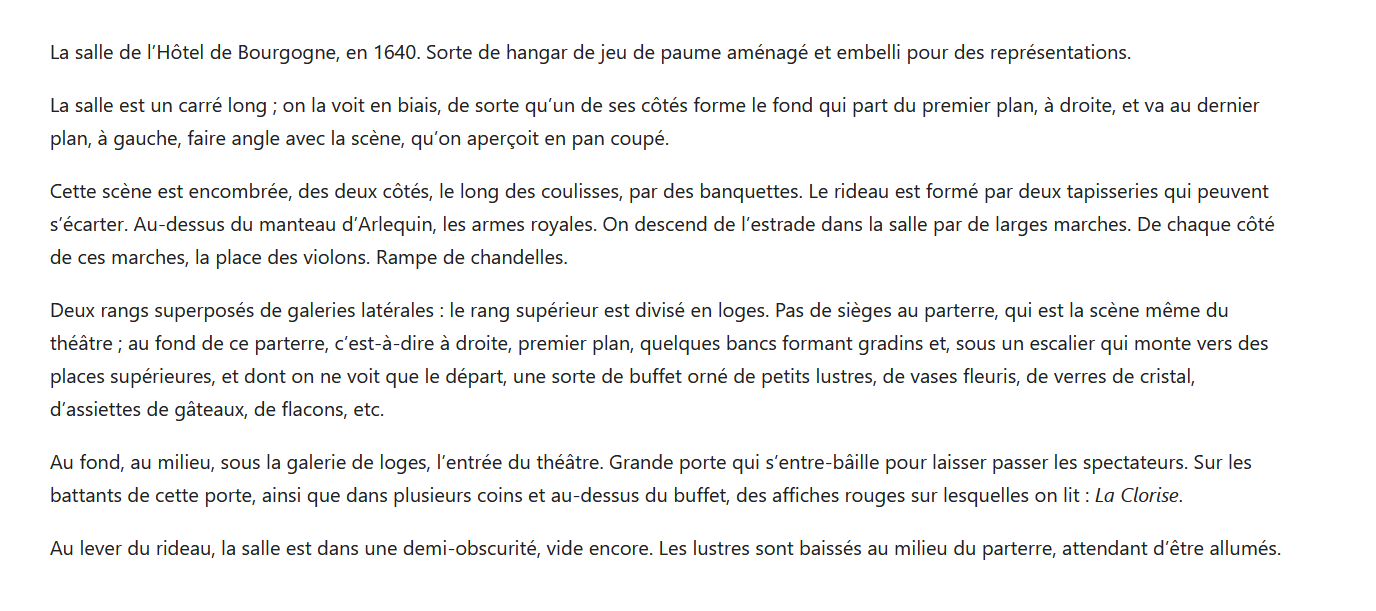 La salle de l’Hôtel de Bourgogne, en 1640. Sorte de hangar de jeu de paume aménagé et embelli pour des représentations.
La salle est un carré long ; on la voit en biais, de sorte qu’un de ses côtés forme le fond qui part du premier plan, à droite, et va au dernier
plan, à gauche, faire angle avec la scène, qu’on aperçoit en pan coupé.
Cette scène est encombrée, des deux côtés, le long des coulisses, par des banquettes. Le rideau est formé par deux tapisseries qui peuvent
s’écarter. Au-dessus du manteau d’Arlequin, les armes royales. On descend de l’estrade dans la salle par de larges marches. De chaque côté
de ces marches, la place des violons. Rampe de chandelles.
Deux rangs superposés de galeries latérales : le rang supérieur est divisé en loges. Pas de sièges au parterre, qui est la scène même du
théâtre ; au fond de ce parterre, c’est-à-dire à droite, premier plan, quelques bancs formant gradins et, sous un escalier qui monte vers des
places supérieures, et dont on ne voit que le départ, une sorte de buffet orné de petits lustres, de vases fleuris, de verres de cristal,
d’assiettes de gâteaux, de flacons, etc.
Au fond, au milieu, sous la galerie de loges, l’entrée du théâtre. Grande porte qui s’entre-bâille pour laisser passer les spectateurs. Sur les
battants de cette porte, ainsi que dans plusieurs coins et au-dessus du buffet, des affiches rouges sur lesquelles on lit : La Clorise.
Au lever du rideau, la salle est dans une demi-obscurité, vide encore. Les lustres sont baissés au milieu du parterre, attendant d’être allumés.